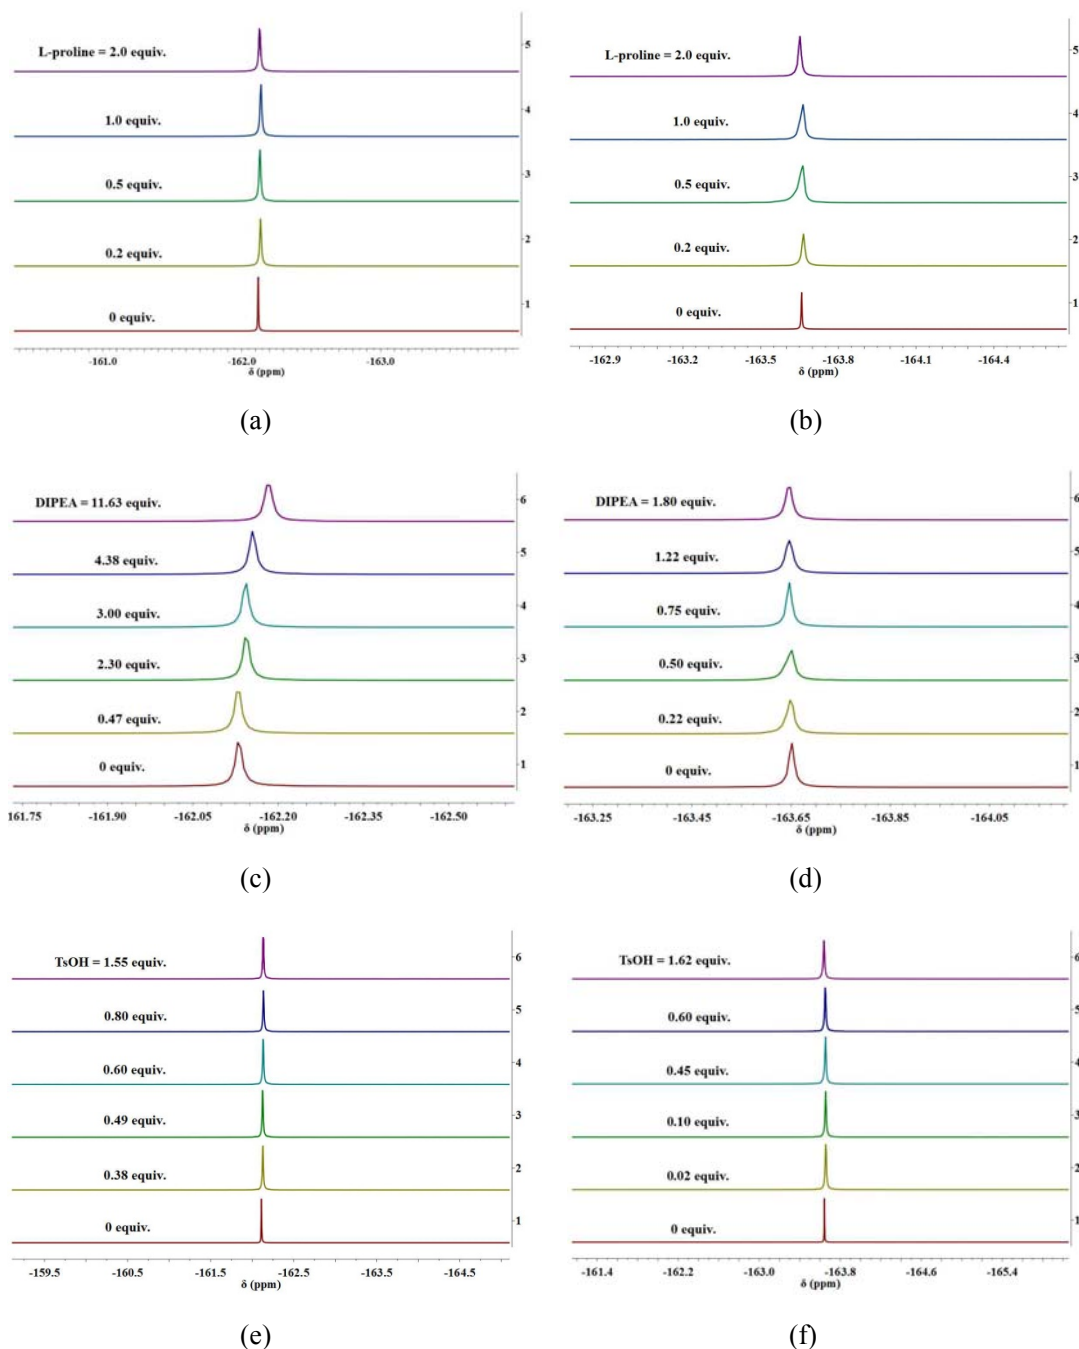 L-proline = 2.0 equiv.
5
1.0 equiv.
4
0.5 equiv.
3
0.2 equiv.
2
0 equiv.
1
-161.0 -162.0 -163.0
δ (ppm)
(a)
L-proline = 2.0 equiv.
5
1.0 equiv.
4
0.5 equiv.
3
0.2 equiv.
2
0 equiv.
1
-162.9 -163.2 -163.5 -163.8 -164.1 -164.4
δ (ppm)
(b)
DIPEA = 11.63 equiv.
6
4.38 equiv.
5
3.00 equiv.
4
2.30 equiv.
3
0.47 equiv.
2
0 equiv.
1
161.75 -161.90 -162.05 -162.20 -162.35 -162.50
δ (ppm)
(c)
DIPEA = 1.80 equiv.
6
1.22 equiv.
5
0.75 equiv.
4
0.50 equiv.
3
0.22 equiv.
2
0 equiv.
1
-163.25 -163.45 -163.65 -163.85 -164.05
δ (ppm)
(d)
TsOH = 1.55 equiv.
6
0.80 equiv.
5
0.60 equiv.
4
0.49 equiv.
3
0.38 equiv.
2
0 equiv.
1
-159.5 -160.5 -161.5 -162.5 -163.5 -164.5
δ (ppm)
(e)
TsOH = 1.62 equiv.
6
0.60 equiv.
5
0.45 equiv.
4
0.10 equiv.
3
0.02 equiv.
2
0 equiv.
1
-161.4 -162.2 -163.0 -163.8 -164.6 -165.4
δ (ppm)
(f)